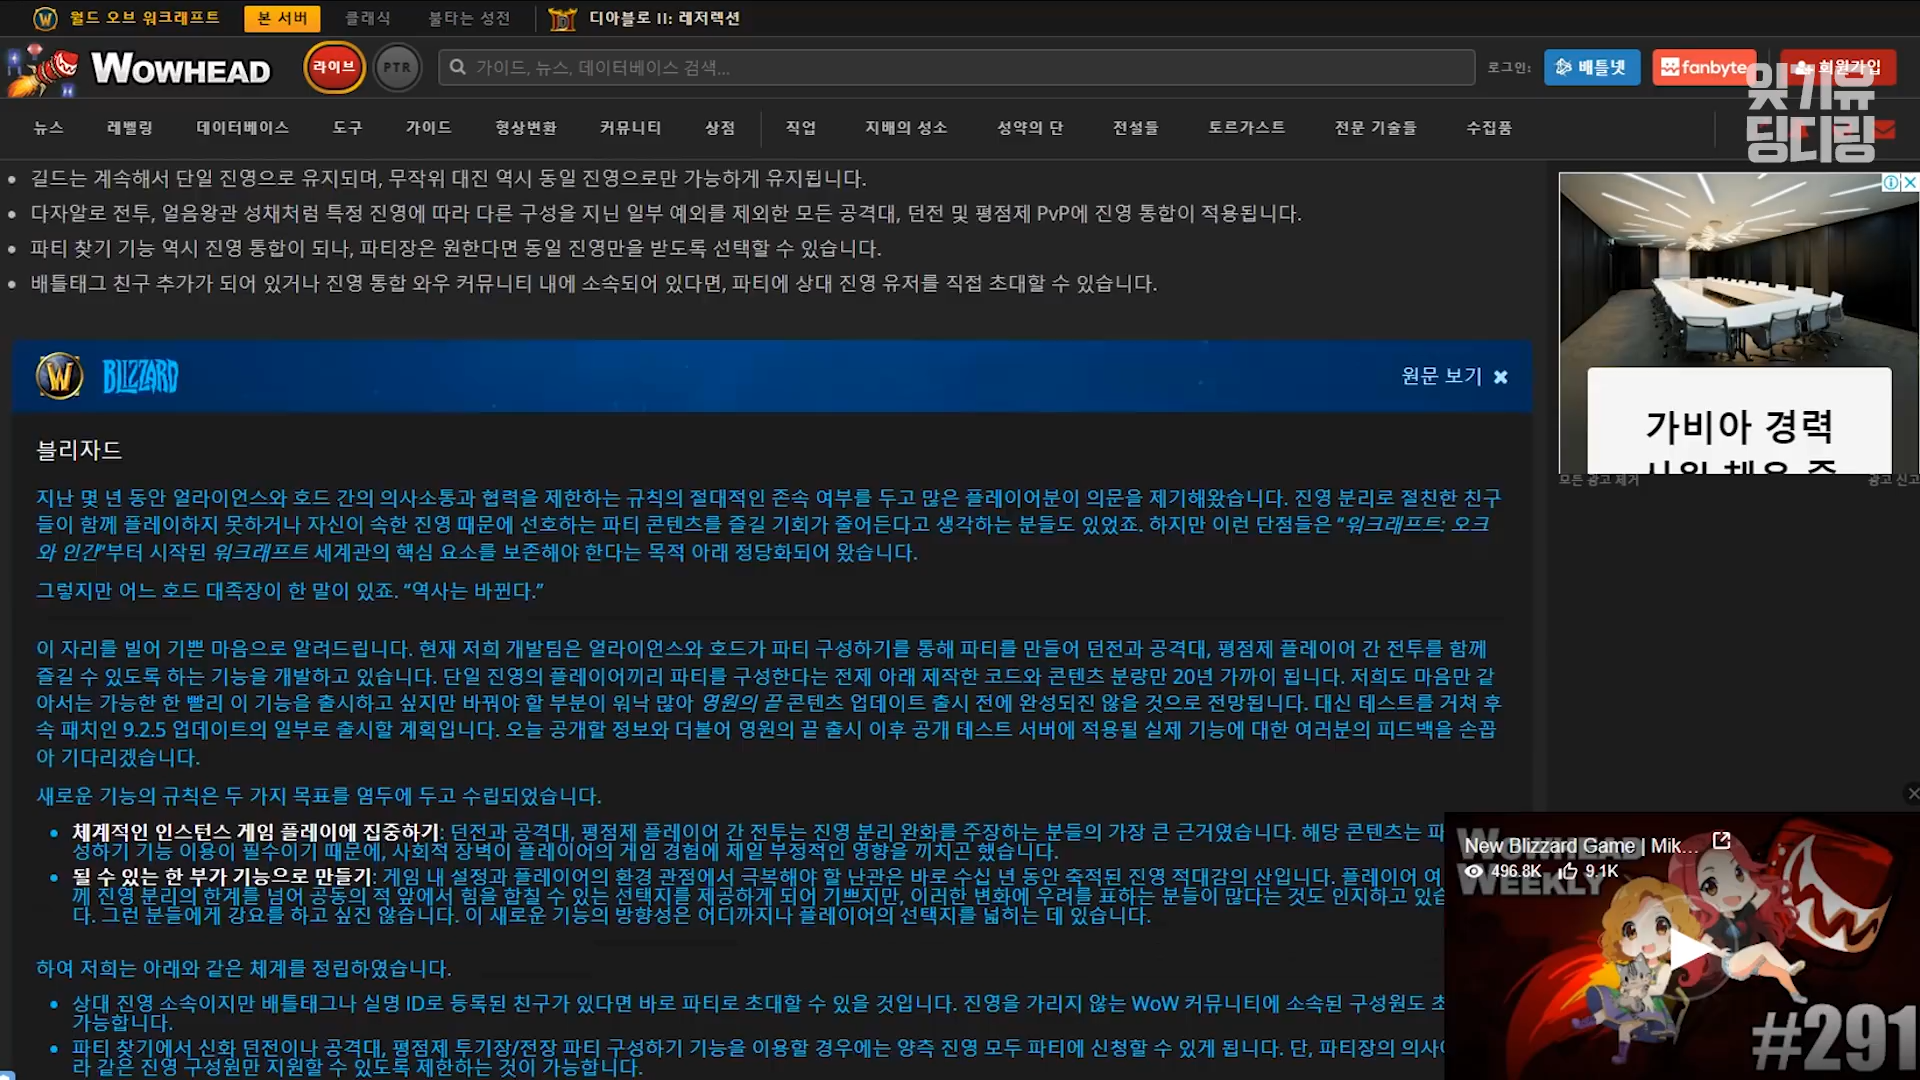 월드 오브 워크래프트 본 서버 클래식 불타는 성전 디아블로 II: 레저렉션
WOWHEAD 라이브 PTR 가이드, 뉴스, 데이터베이스 검색... 로그인: 배틀넷 fanbyte 회원가입
잇기뮤
딩디링
뉴스 레벨링 데이터베이스 도구 가이드 형상변환 커뮤니티 상점 직업 지배의 성소 성약의 단 전설들 토르가스트 전문 기술들 수집품
길드는 계속해서 단일 진영으로 유지되며, 무작위 대진 역시 동일 진영으로만 가능하게 유지됩니다.
다자알로 전투, 얼음왕관 성채처럼 특정 진영에 따라 다른 구성을 지닌 일부 예외를 제외한 모든 공격대, 던전 및 평점제 PvP에 진영 통합이 적용됩니다.
파티 찾기 기능 역시 진영 통합이 되나, 파티장은 원한다면 동일 진영만을 받도록 선택할 수 있습니다.
배틀태그 친구 추가가 되어 있거나 진영 통합 와우 커뮤니티 내에 소속되어 있다면, 파티에 상대 진영 유저를 직접 초대할 수 있습니다.
BLIZZARD 원문 보기
가비아 경력
모든 광고 제거 광고 신고
블리자드
지난 몇 년 동안 얼라이언스와 호드 간의 의사소통과 협력을 제한하는 규칙의 절대적인 존속 여부를 두고 많은 플레이어분이 의문을 제기해왔습니다. 진영 분리로 절친한 친구
들이 함께 플레이하지 못하거나 자신이 속한 진영 때문에 선호하는 파티 콘텐츠를 즐길 기회가 줄어든다고 생각하는 분들도 있었죠. 하지만 이런 단점들은 “워크래프트: 오크
와 인간”부터 시작된 워크래프트 세계관의 핵심 요소를 보존해야 한다는 목적 아래 정당화되어 왔습니다.
그렇지만 어느 호드 대족장이 한 말이 있죠. “역사는 바뀐다.”
이 자리를 빌어 기쁜 마음으로 알려드립니다. 현재 저희 개발팀은 얼라이언스와 호드가 파티 구성하기를 통해 파티를 만들어 던전과 공격대, 평점제 플레이어 간 전투를 함께
즐길 수 있도록 하는 기능을 개발하고 있습니다. 단일 진영의 플레이어끼리 파티를 구성한다는 전제 아래 제작한 코드와 콘텐츠 분량만 20년 가까이 됩니다. 저희도 마음만 같
아서는 가능한 한 빨리 이 기능을 출시하고 싶지만 바꿔야 할 부분이 워낙 많아 영원의 끝 콘텐츠 업데이트 출시 전에 완성되진 않을 것으로 전망됩니다. 대신 테스트를 거쳐 후
속 패치인 9.2.5 업데이트의 일부로 출시할 계획입니다. 오늘 공개할 정보와 더불어 영원의 끝 출시 이후 공개 테스트 서버에 적용될 실제 기능에 대한 여러분의 피드백을 손꼽
아 기다리겠습니다.
새로운 기능의 규칙은 두 가지 목표를 염두에 두고 수립되었습니다.
체계적인 인스턴스 게임 플레이에 집중하기: 던전과 공격대, 평점제 플레이어 간 전투는 진영 분리 완화를 주장하는 분들의 가장 큰 근거였습니다. 해당 콘텐츠는 파
성하기 기능 이용이 필수이기 때문에, 사회적 장벽이 플레이어의 게임 경험에 제일 부정적인 영향을 끼치곤 했습니다.
될 수 있는 한 부가 기능으로 만들기: 게임 내 설정과 플레이어의 환경 관점에서 극복해야 할 난관은 바로 수십 년 동안 축적된 진영 적대감의 산입니다. 플레이어 여
께 진영 분리의 한계를 넘어 공동의 적 앞에서 힘을 합칠 수 있는 선택지를 제공하게 되어 기쁘지만, 이러한 변화에 우려를 표하는 분들이 많다는 것도 인지하고 있습
다. 그런 분들에게 강요를 하고 싶진 않습니다. 이 새로운 기능의 방향성은 어디까지나 플레이어의 선택지를 넓히는 데 있습니다.
하여 저희는 아래와 같은 체계를 정립하였습니다.
상대 진영 소속이지만 배틀태그나 실명 ID로 등록된 친구가 있다면 바로 파티로 초대할 수 있을 것입니다. 진영을 가리지 않는 WoW 커뮤니티에 소속된 구성원도 초
가능합니다.
파티 찾기에서 신화 던전이나 공격대, 평점제 투기장/전장 파티 구성하기 기능을 이용할 경우에는 양측 진영 모두 파티에 신청할 수 있게 됩니다. 단, 파티장의 의사에
라 같은 진영 구성원만 지원할 수 있도록 제한하는 것이 가능합니다.
WOWHEAD
WEEKLY
New Blizzard Game | Mik...
496.8K 9.1K
#291